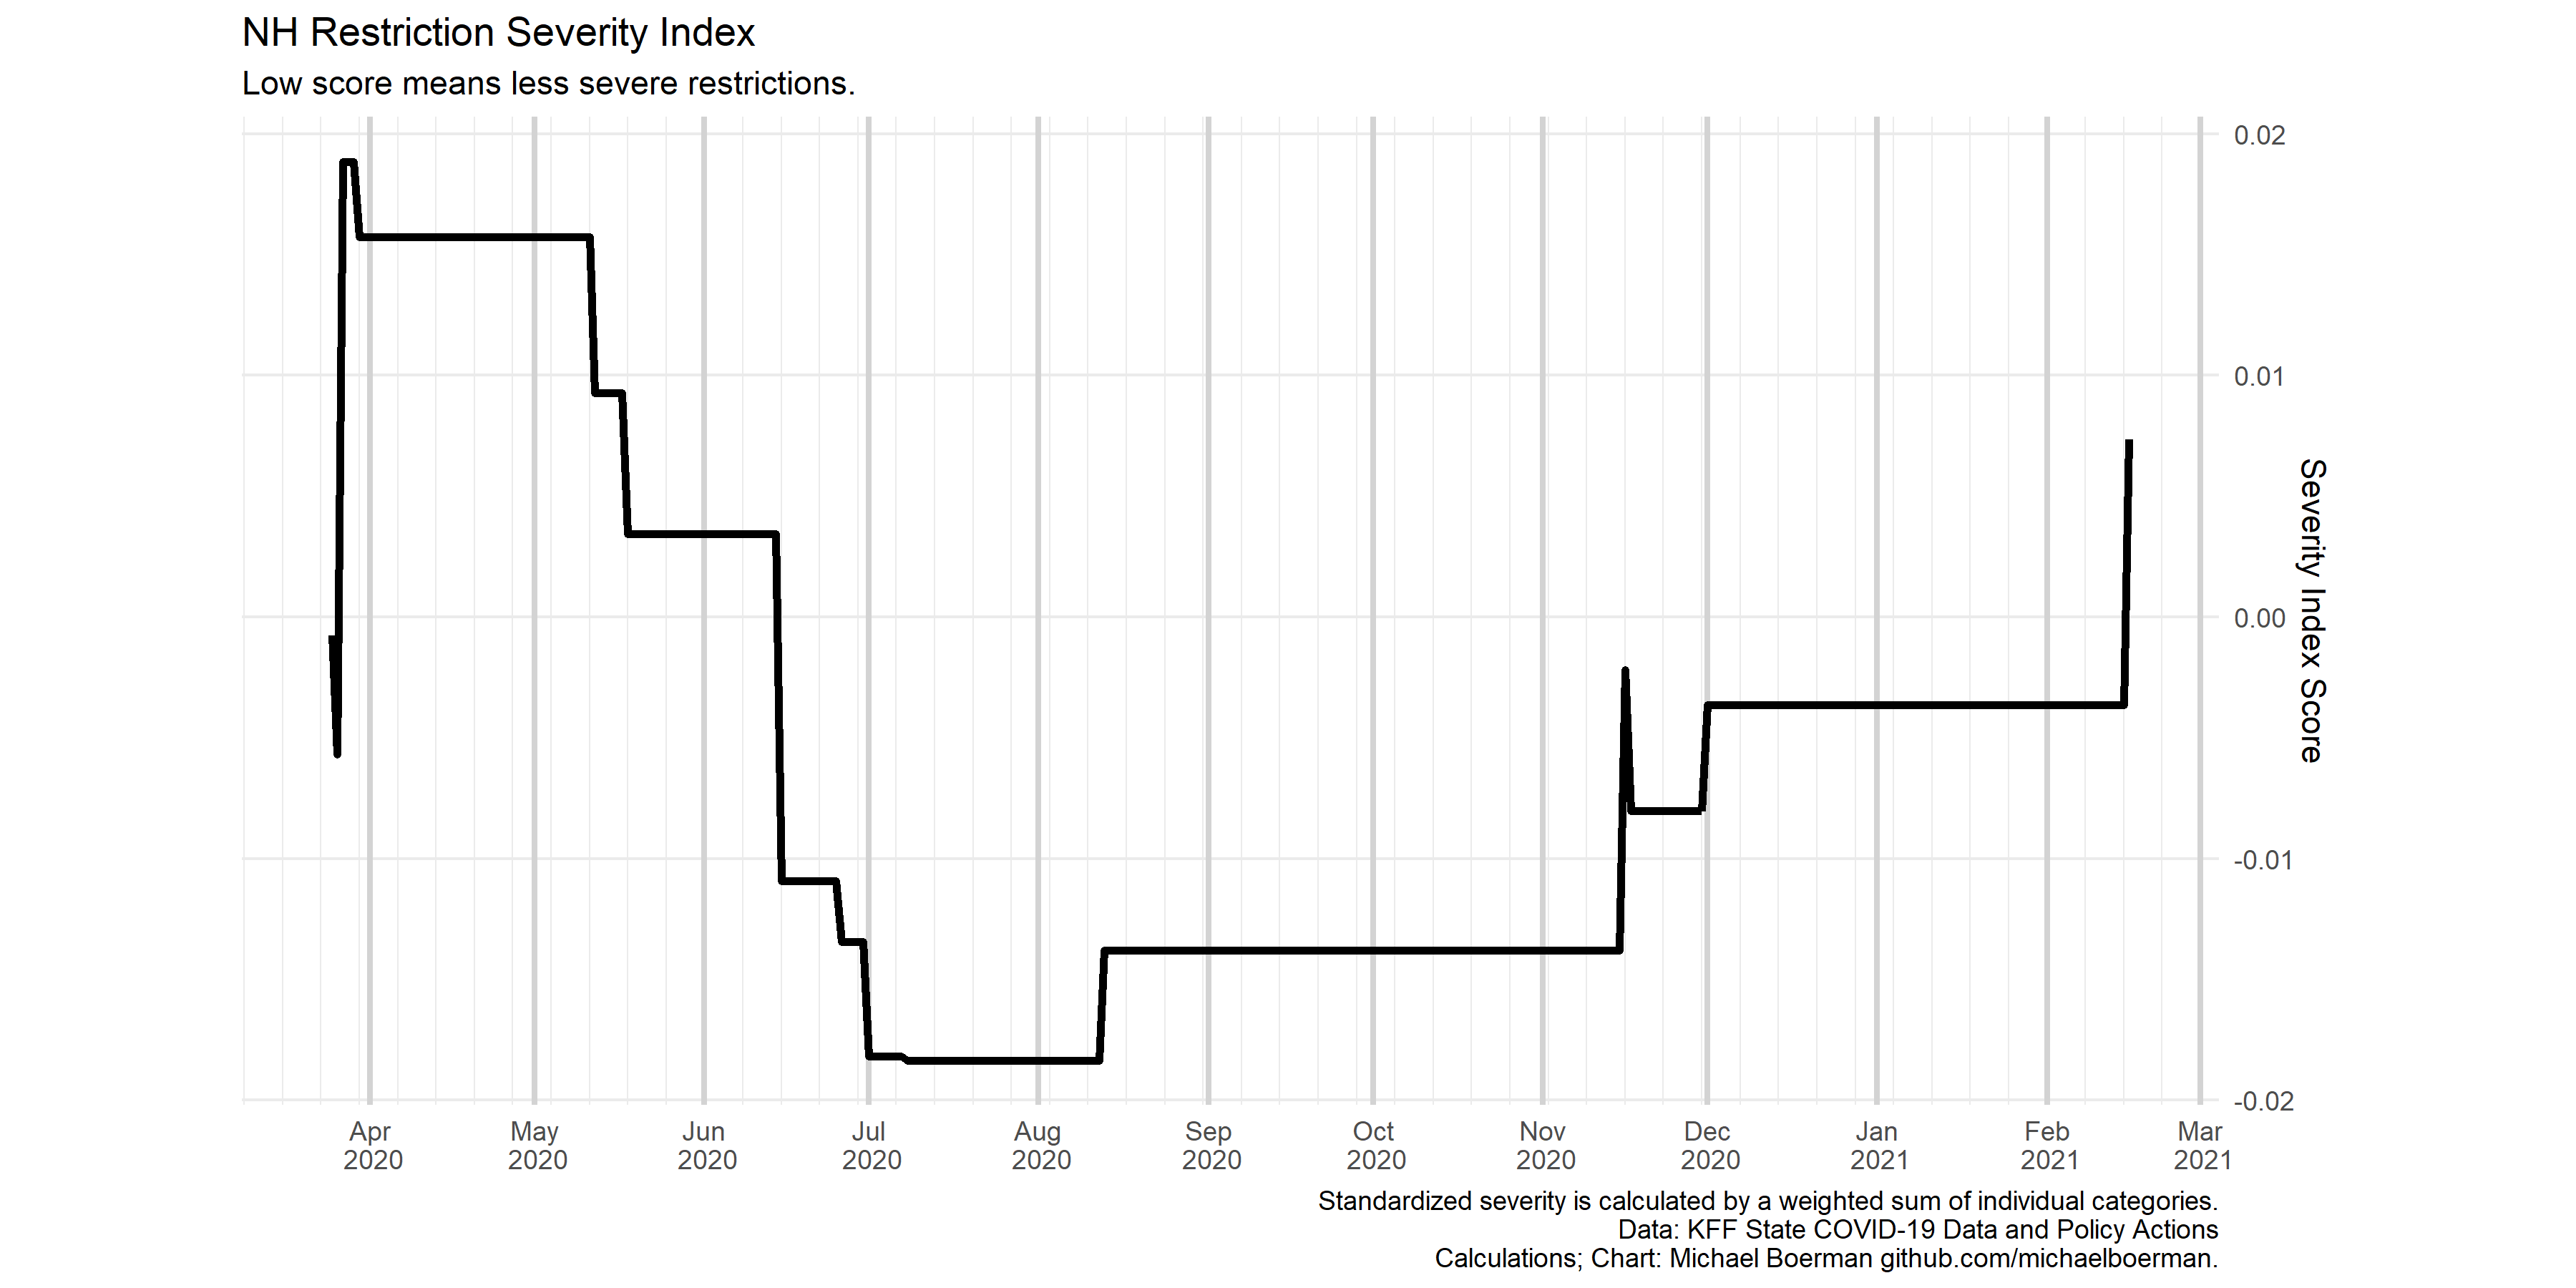 NH Restriction Severity Index
Low score means less severe restrictions.
0.02
0.01
0.00
-0.01
-0.02
Severity Index Score
Apr
2020
May
2020
Jun
2020
Jul
2020
Aug
2020
Sep
2020
Oct
2020
Nov
2020
Dec
2020
Jan
2021
Feb
2021
Mar
2021
Standardized severity is calculated by a weighted sum of individual categories.
Data: KFF State COVID-19 Data and Policy Actions
Calculations; Chart: Michael Boerman github.com/michaelboerman.